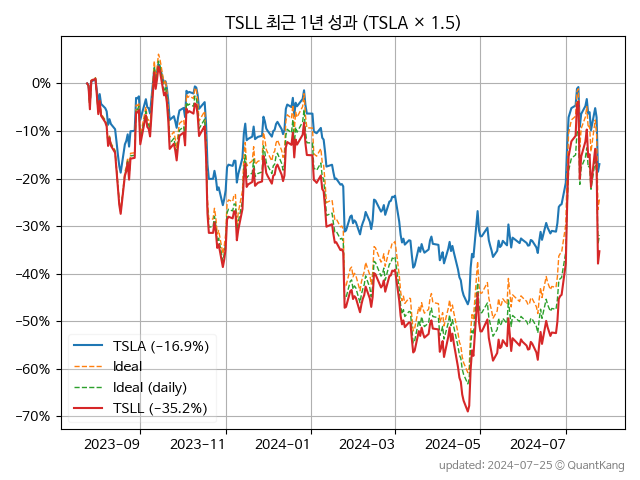 TSLL 최근 1년 성과 (TSLA × 1.5)
0%
−10%
−20%
−30%
−40%
−50%
−60%
−70%
TSLA (−16.9%)
Ideal
Ideal (daily)
TSLL (−35.2%)
2023-09 2023-11 2024-01 2024-03 2024-05 2024-07
updated: 2024-07-25 ⓒ QuantKang